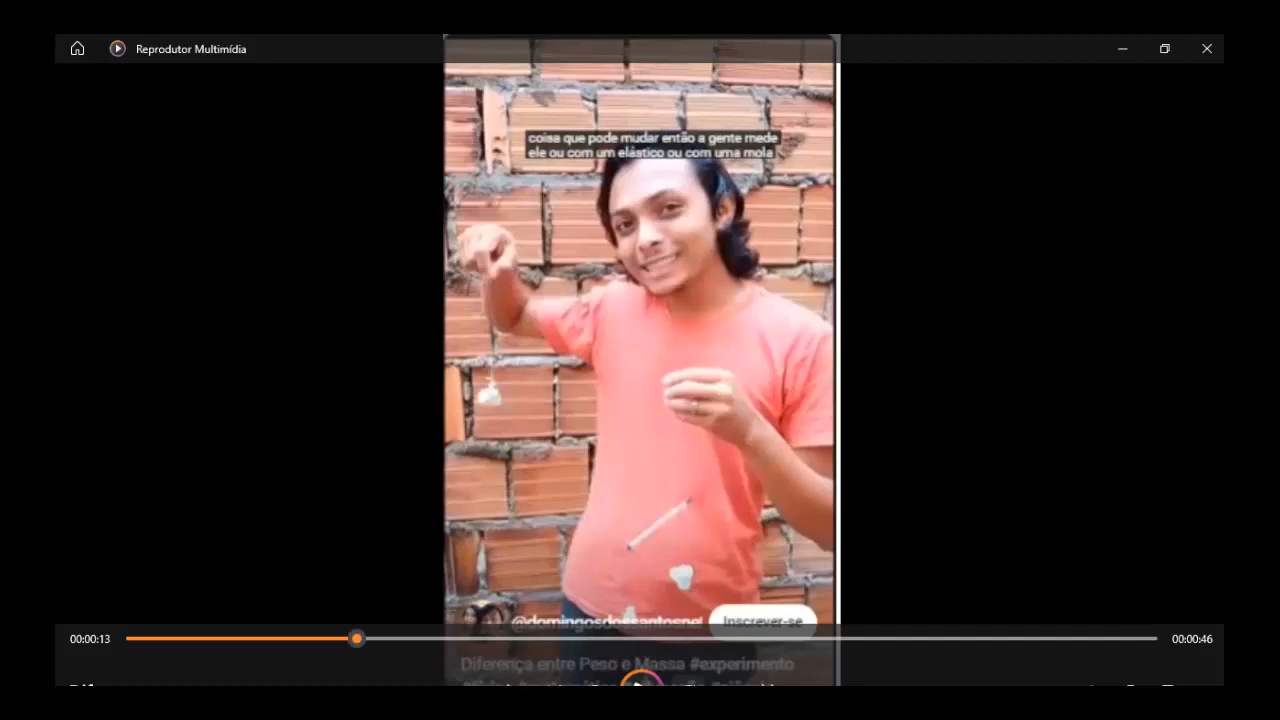 Reprodutor Multimídia
coisa que pode mudar então a gente mede
ele ou com um elástico ou com uma mola
@domingosdossantosnel
Inscrever-se
00:00:13
00:00:46
Diferença entre Peso e Massa #experimento